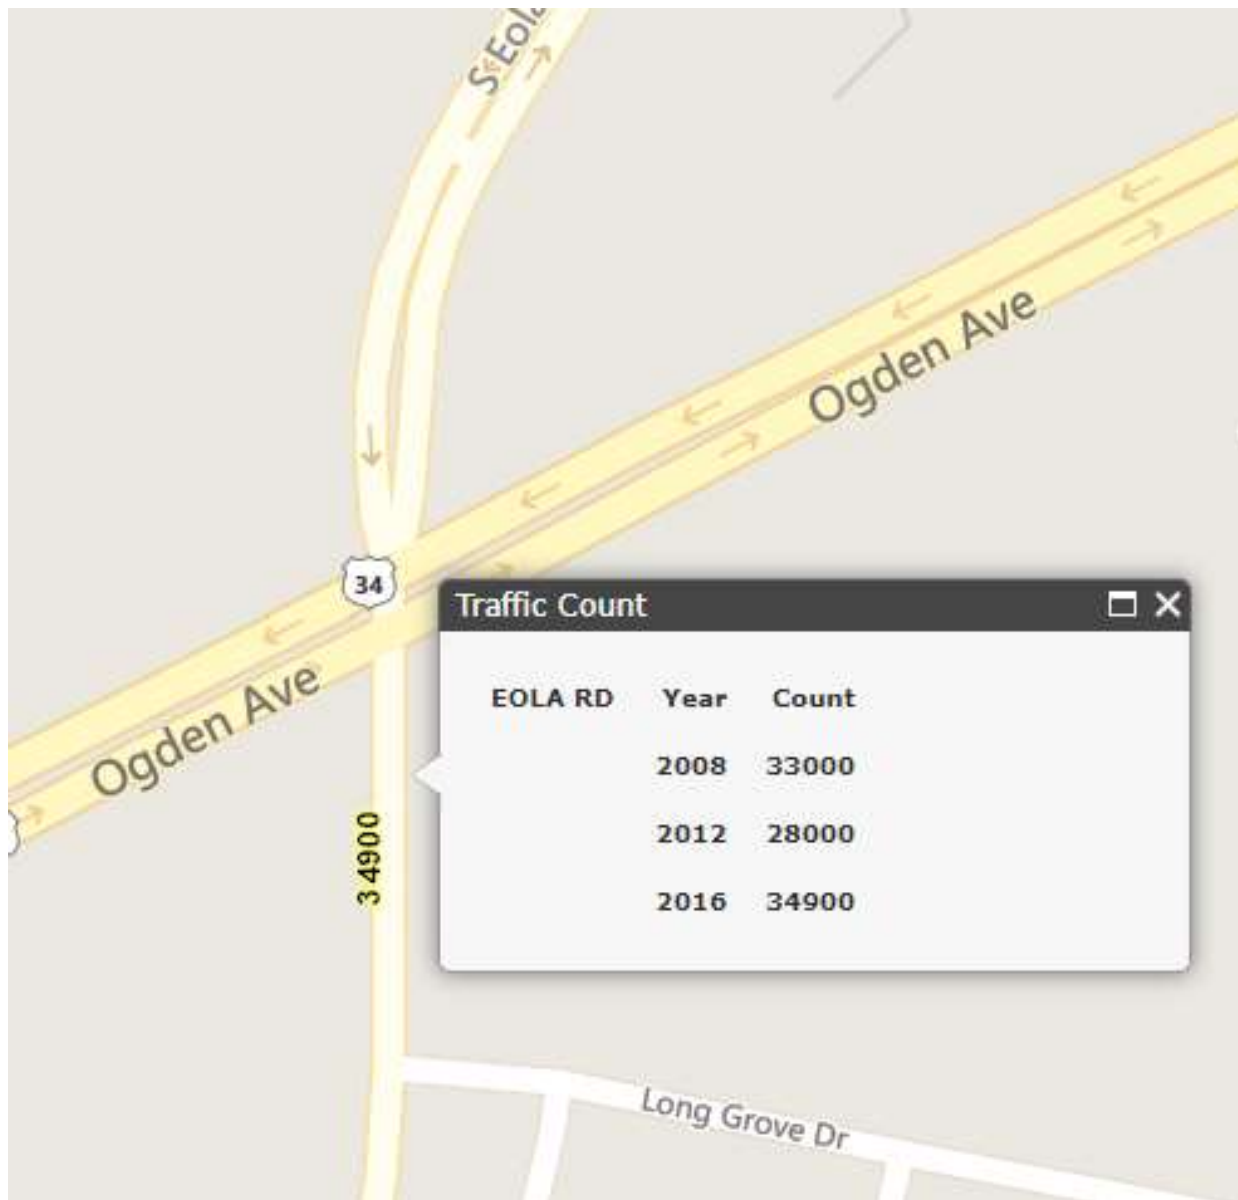 S Eola
Ogden Ave
34
Traffic Count
EOLA RD Year Count
2008 33000
2012 28000
2016 34900
Ogden Ave
34900
Long Grove Dr